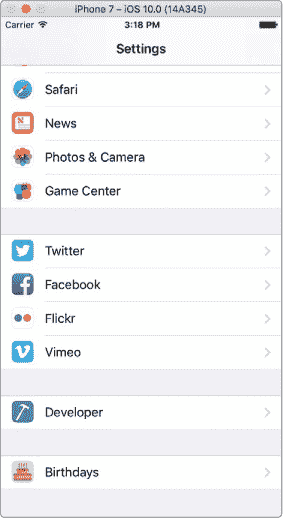 iPhone 7 – iOS 10.0 (14A345)
Carrier 3:18 PM
Settings
Safari
News
Photos & Camera
Game Center
Twitter
Facebook
Flickr
Vimeo
Developer
Birthdays